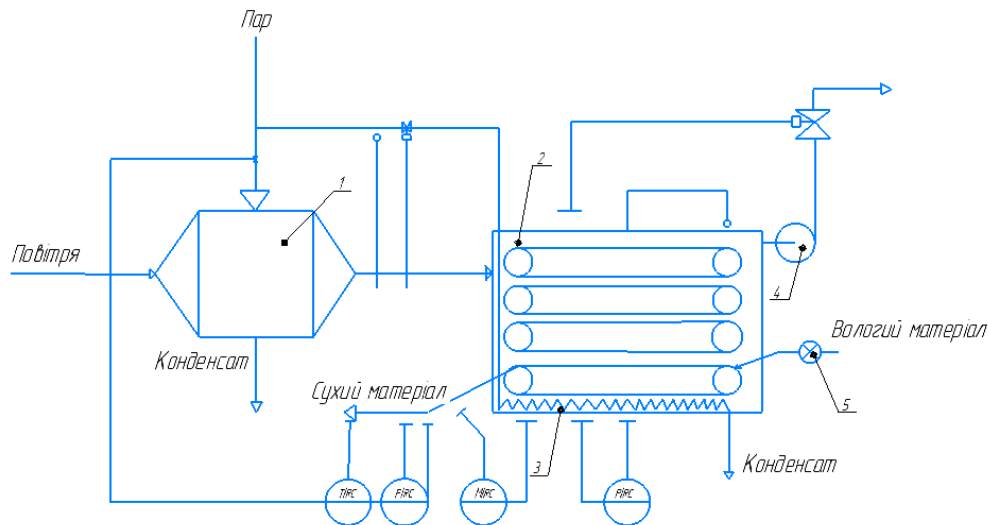 Пар
1
2
Повітря
4
Вологий матеріал
Конденсат
Сухий матеріал
5
3
Конденсат
TIRC
FIRC
MIRC
PIRC